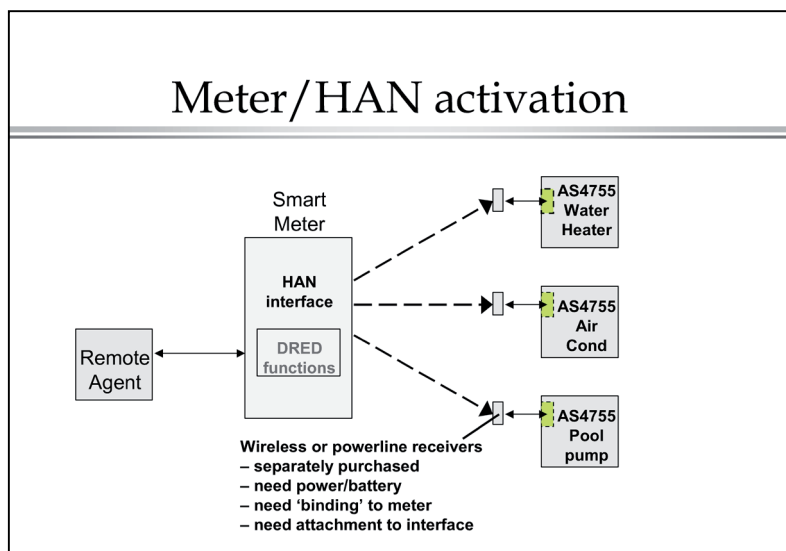 Meter/HAN activation
Smart
Meter
HAN
interface
DRED
functions
Remote
Agent
AS4755
Water
Heater
AS4755
Air
Cond
AS4755
Pool
pump
Wireless or powerline receivers
– separately purchased
– need power/battery
– need ‘binding’ to meter
– need attachment to interface